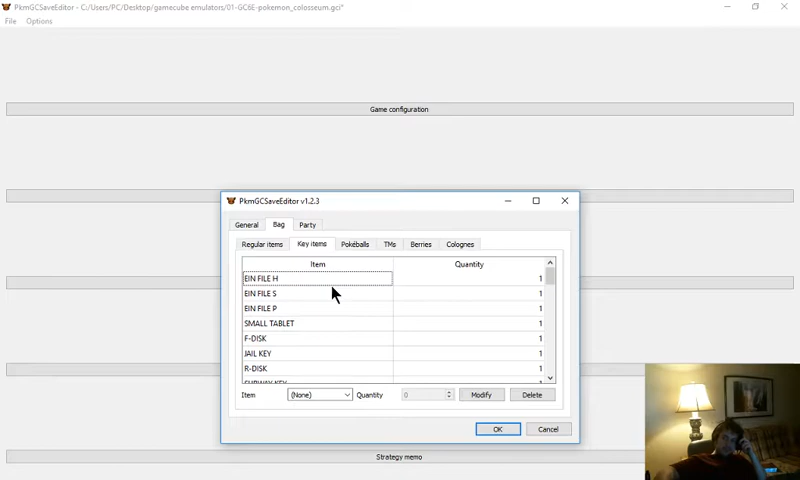 PkmGCSaveEditor - C:/Users/PC/Desktop/gamecube emulators/01-GC6E-pokemon_colosseum.gci*
File Options
Game configuration
PkmGCSaveEditor v1.2.3
General Bag Party
Regular items Key items Pokéballs TMs Berries Colognes
Item Quantity
EIN FILE H 1
EIN FILE S 1
EIN FILE P 1
SMALL TABLET 1
F-DISK 1
JAIL KEY 1
R-DISK 1
SUBWAY KEY
Item (None) Quantity 0 Modify Delete
OK Cancel
Strategy memo